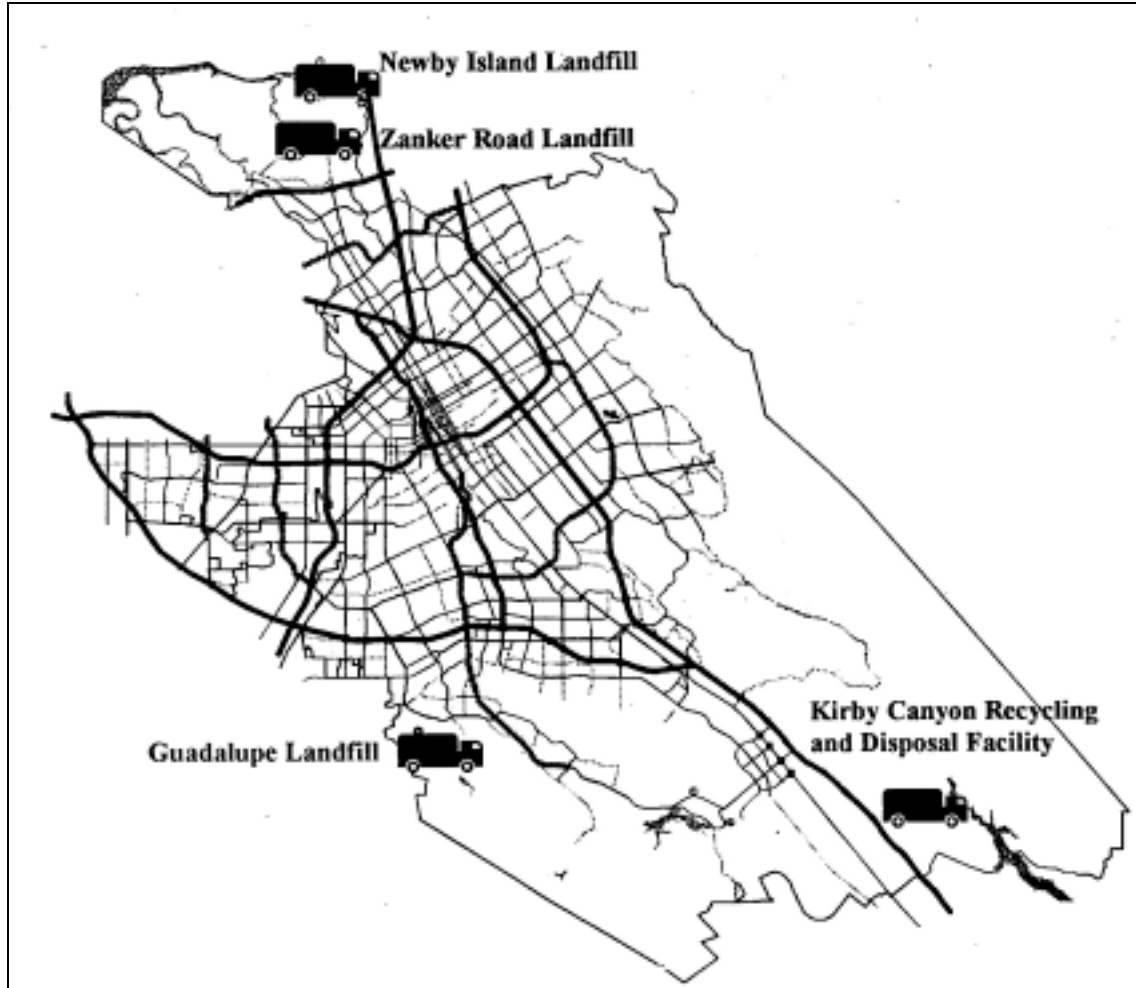 Newby Island Landfill
Zanker Road Landfill
Kirby Canyon Recycling
and Disposal Facility
Guadalupe Landfill